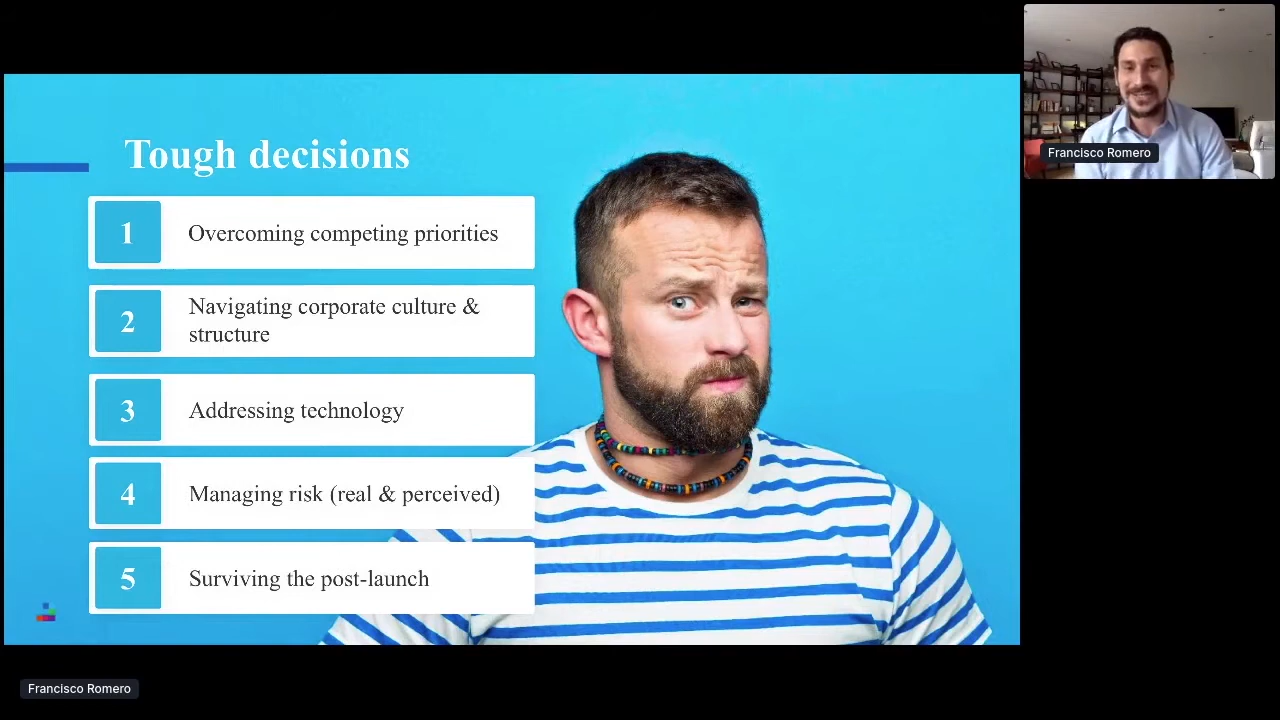 Tough decisions
1
Overcoming competing priorities
2
Navigating corporate culture &
structure
3
Addressing technology
4
Managing risk (real & perceived)
5
Surviving the post-launch
Francisco Romero
Francisco Romero